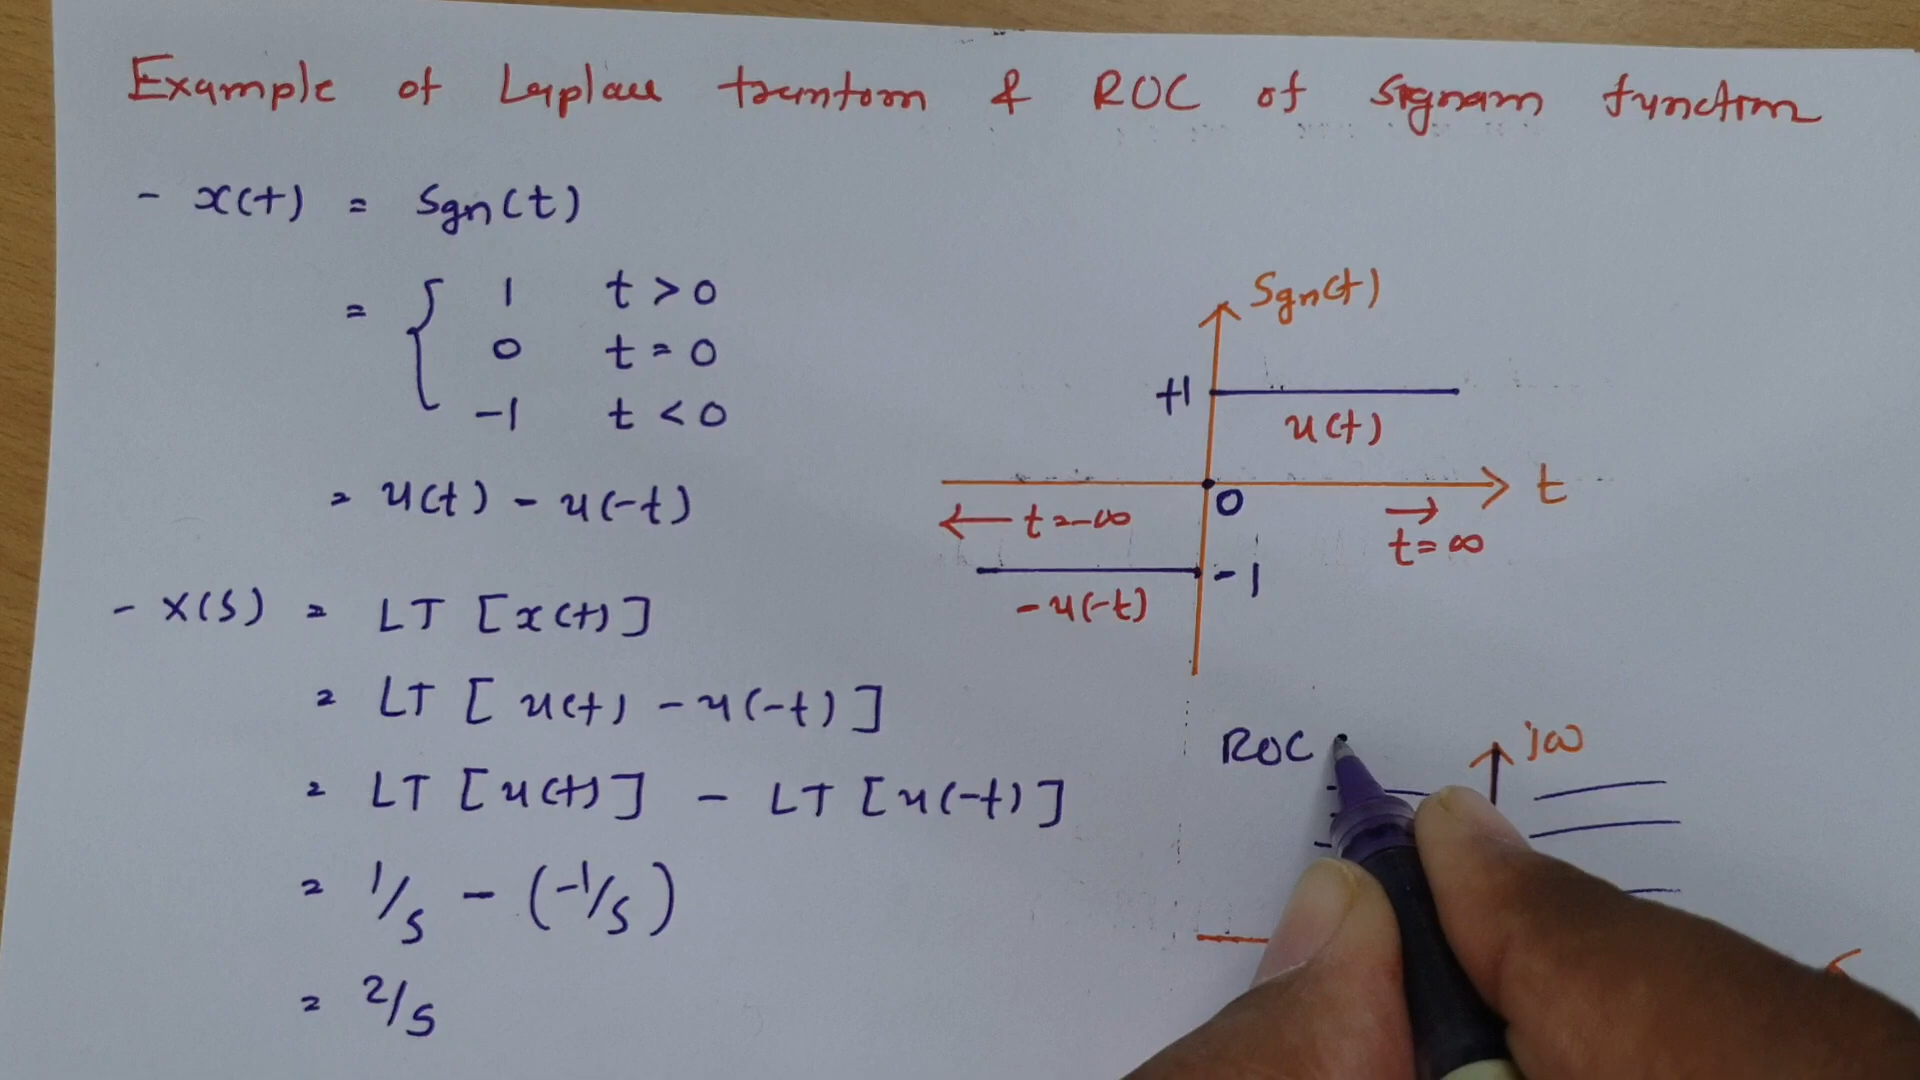 Example of Laplace transform & ROC of signam function
- x(t) = Sgn(t)
= { 1 t > 0
0 t = 0
-1 t < 0
= u(t) - u(-t)
- X(s) = LT [x(t)]
= LT [u(t) - u(-t)]
= LT [u(t)] - LT [u(-t)]
= 1/s - (-1/s)
= 2/s
Sgn(t)
+1
u(t)
t
0
t=-∞
t=∞
-1
-u(-t)
ROC
jω